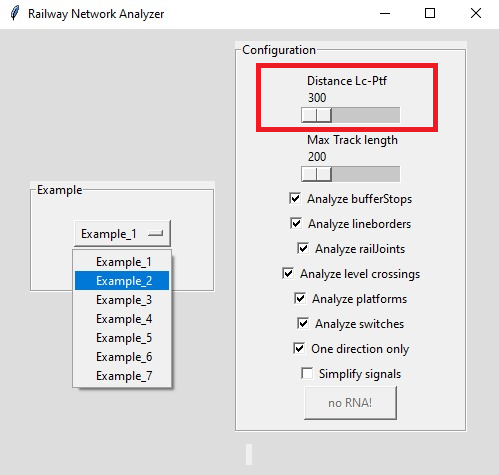 Railway Network Analyzer
Configuration
Distance Lc-Ptf
300
Max Track length
200
Analyze bufferStops
Analyze lineborders
Analyze railJoints
Analyze level crossings
Analyze platforms
Analyze switches
One direction only
Simplify signals
no RNA!
Example
Example_1
Example_1
Example_2
Example_3
Example_4
Example_5
Example_6
Example_7